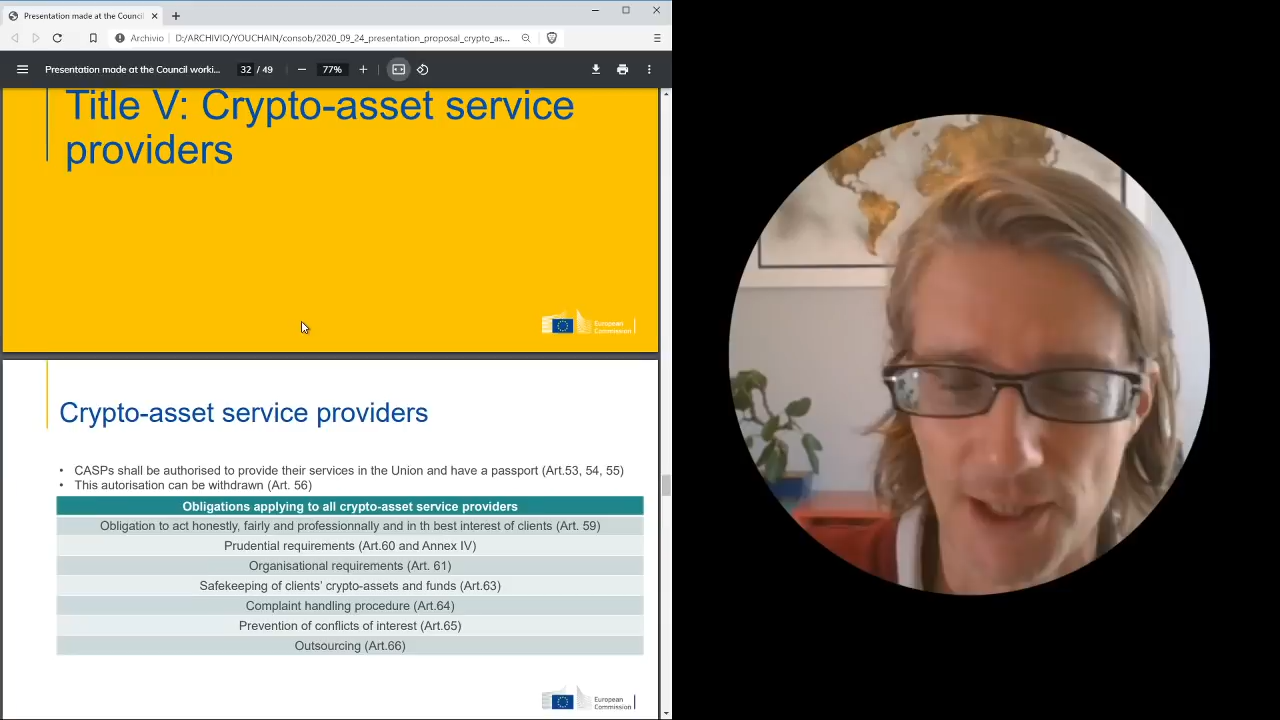 Presentation made at the Council
Archivio
D:/ARCHIVIO/YOUCHAIN/consob/2020_09_24_presentation_proposal_crypto_as...
Presentation made at the Council worki...
32 / 49
77%
Title V: Crypto-asset service
providers
European
Commission
Crypto-asset service providers
• CASPs shall be authorised to provide their services in the Union and have a passport (Art.53, 54, 55)
• This autorisation can be withdrawn (Art. 56)
Obligations applying to all crypto-asset service providers
Obligation to act honestly, fairly and professionnally and in th best interest of clients (Art. 59)
Prudential requirements (Art.60 and Annex IV)
Organisational requirements (Art. 61)
Safekeeping of clients' crypto-assets and funds (Art.63)
Complaint handling procedure (Art.64)
Prevention of conflicts of interest (Art.65)
Outsourcing (Art.66)
European
Commission